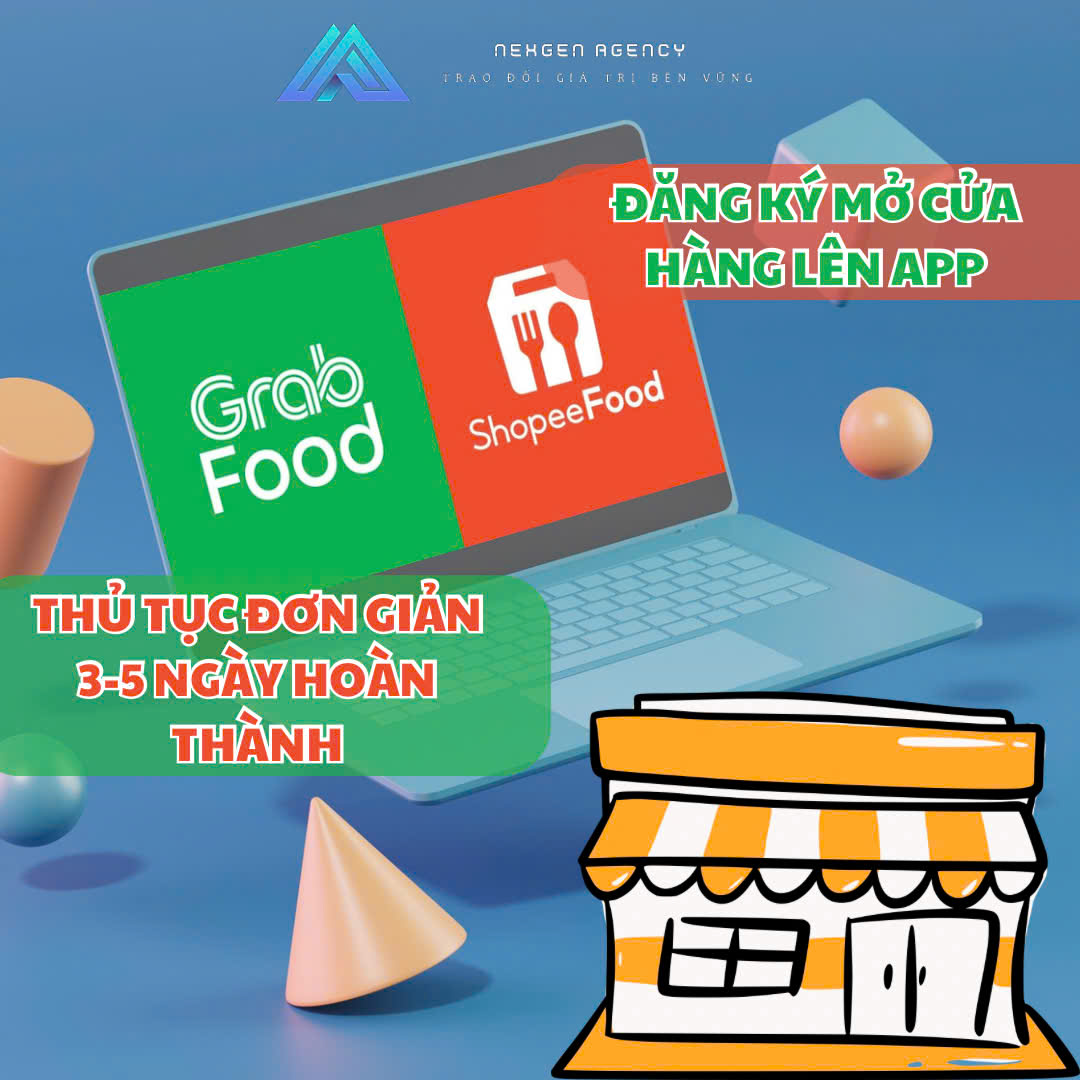 NEXGEN AGENCY
TRAO ĐỔI GIÁ TRỊ BỀN VỮNG
ĐĂNG KÝ MỞ CỬA
HÀNG LÊN APP
Grab
Food
ShopeeFood
THỦ TỤC ĐƠN GIẢN
3-5 NGÀY HOÀN
THÀNH